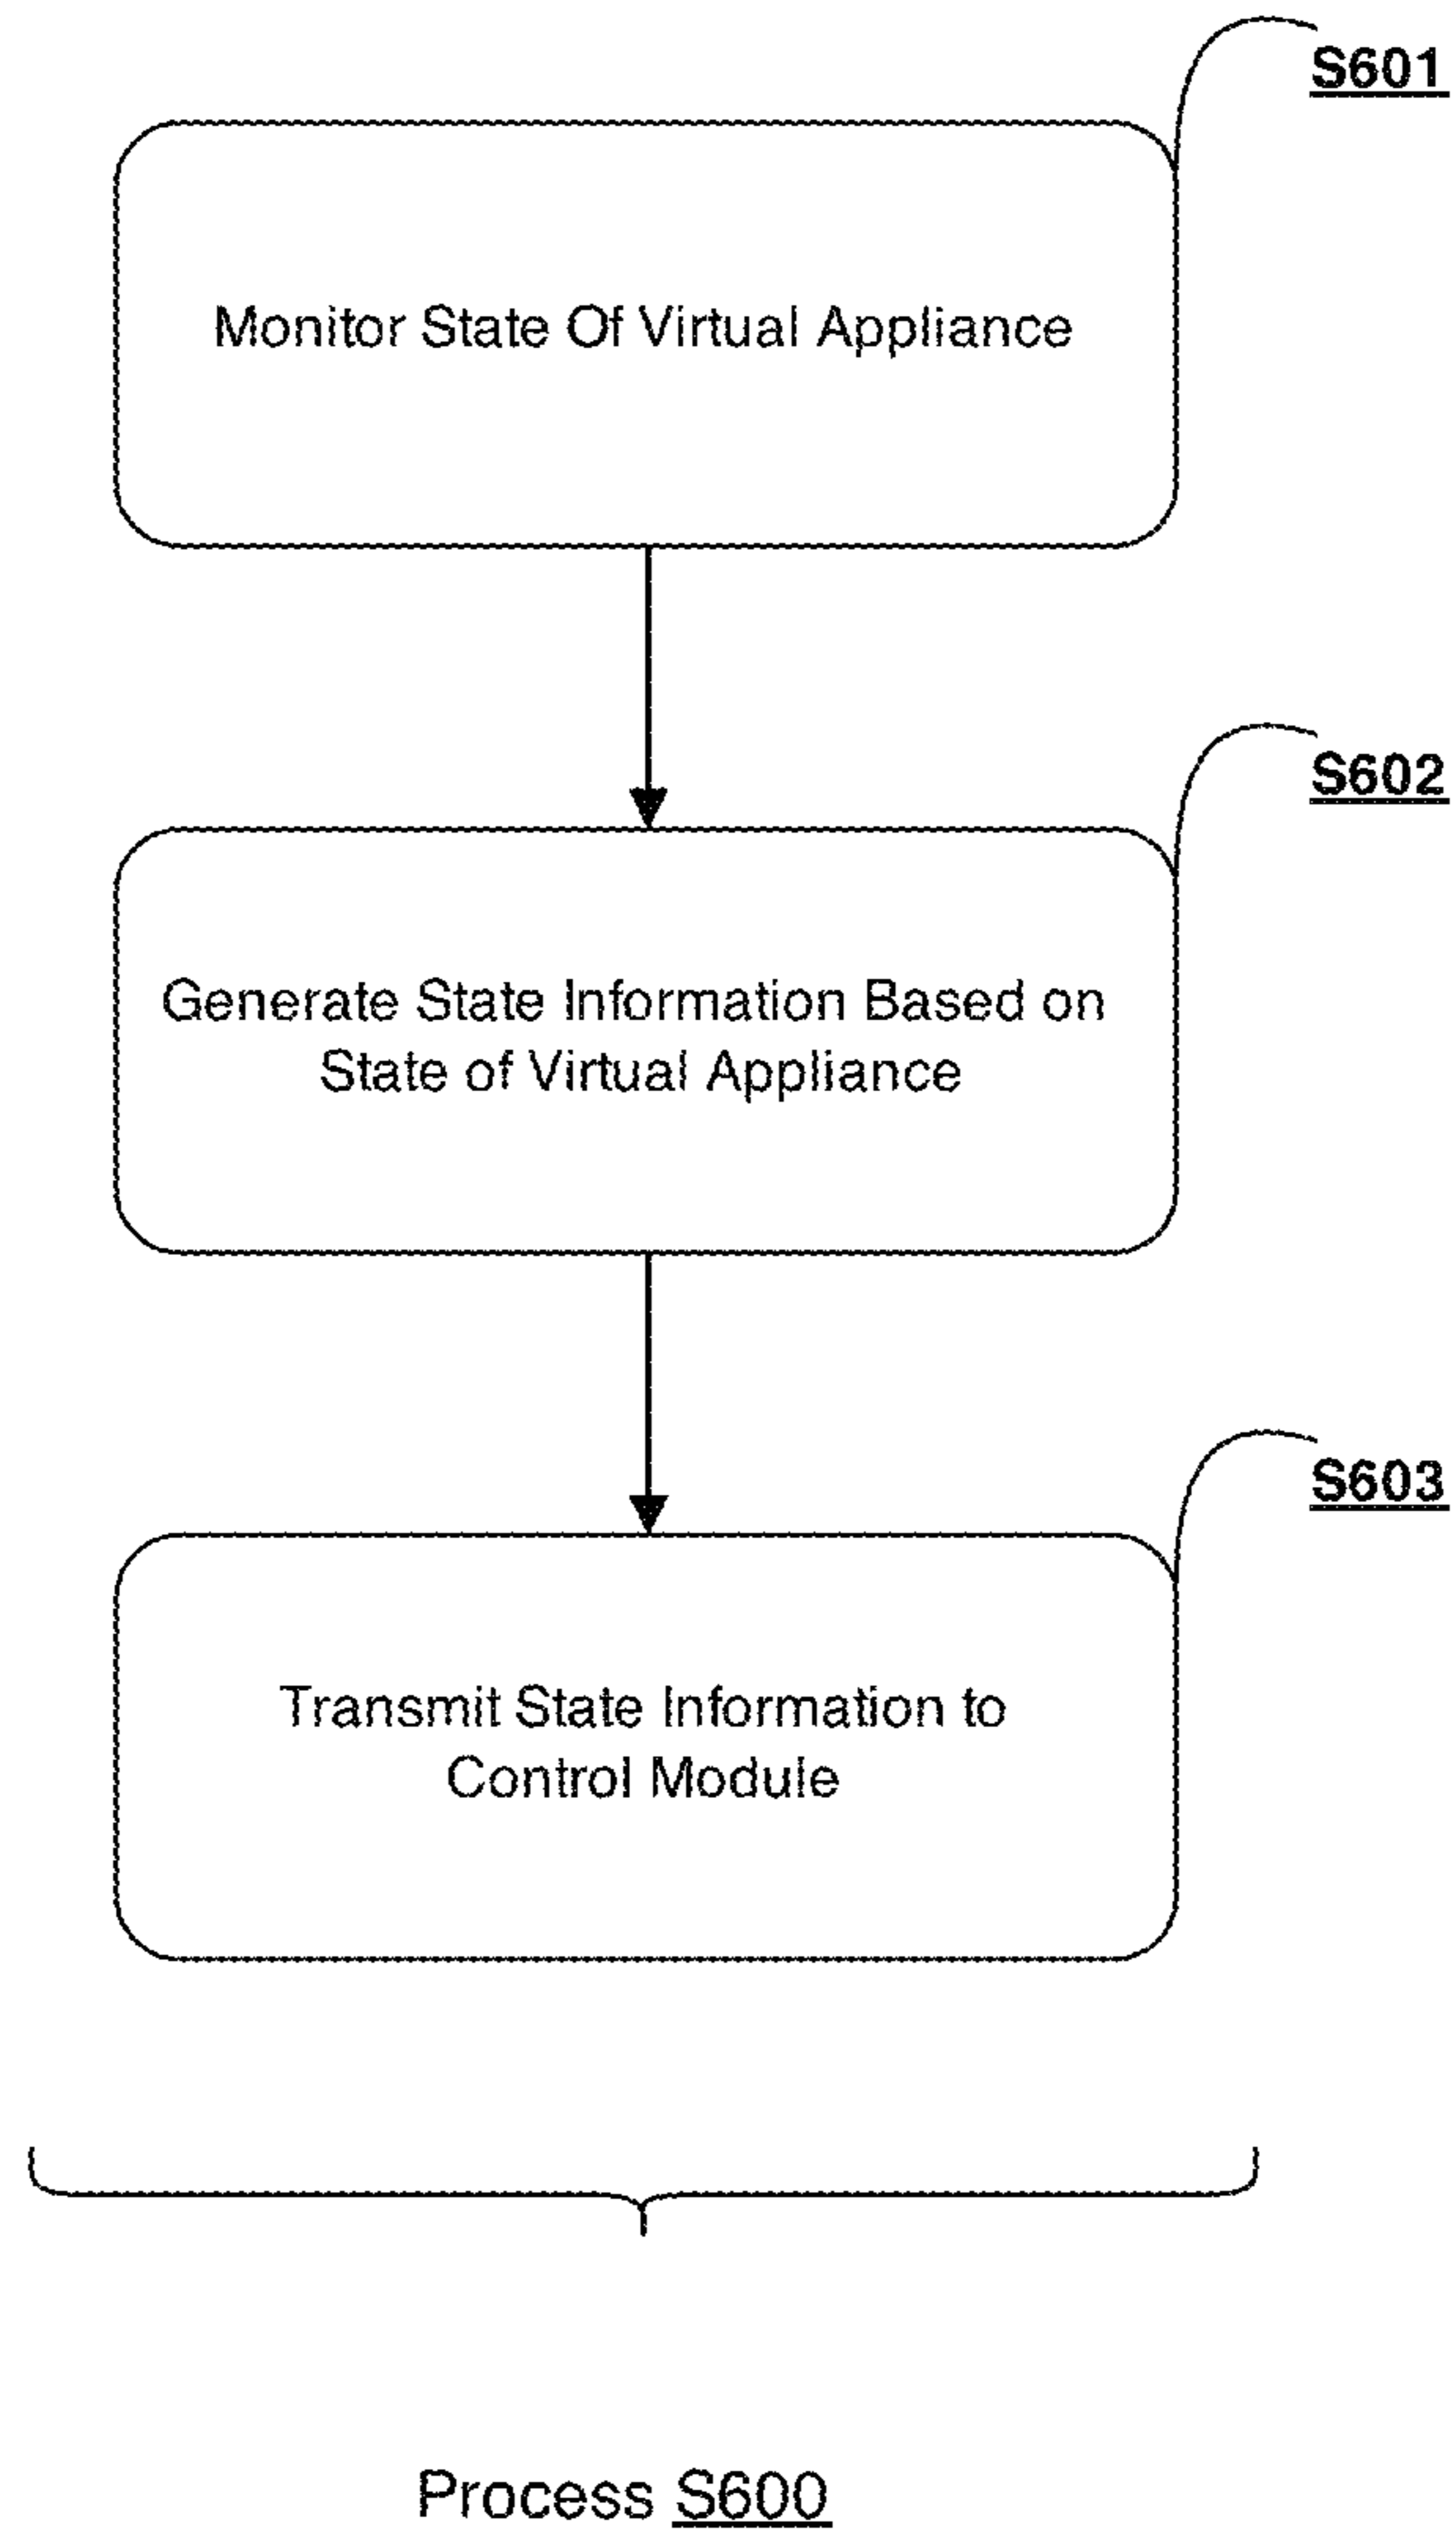 S601
Monitor State Of Virtual Appliance
S602
Generate State Information Based on
State of Virtual Appliance
S603
Transmit State Information to
Control Module
Process S600